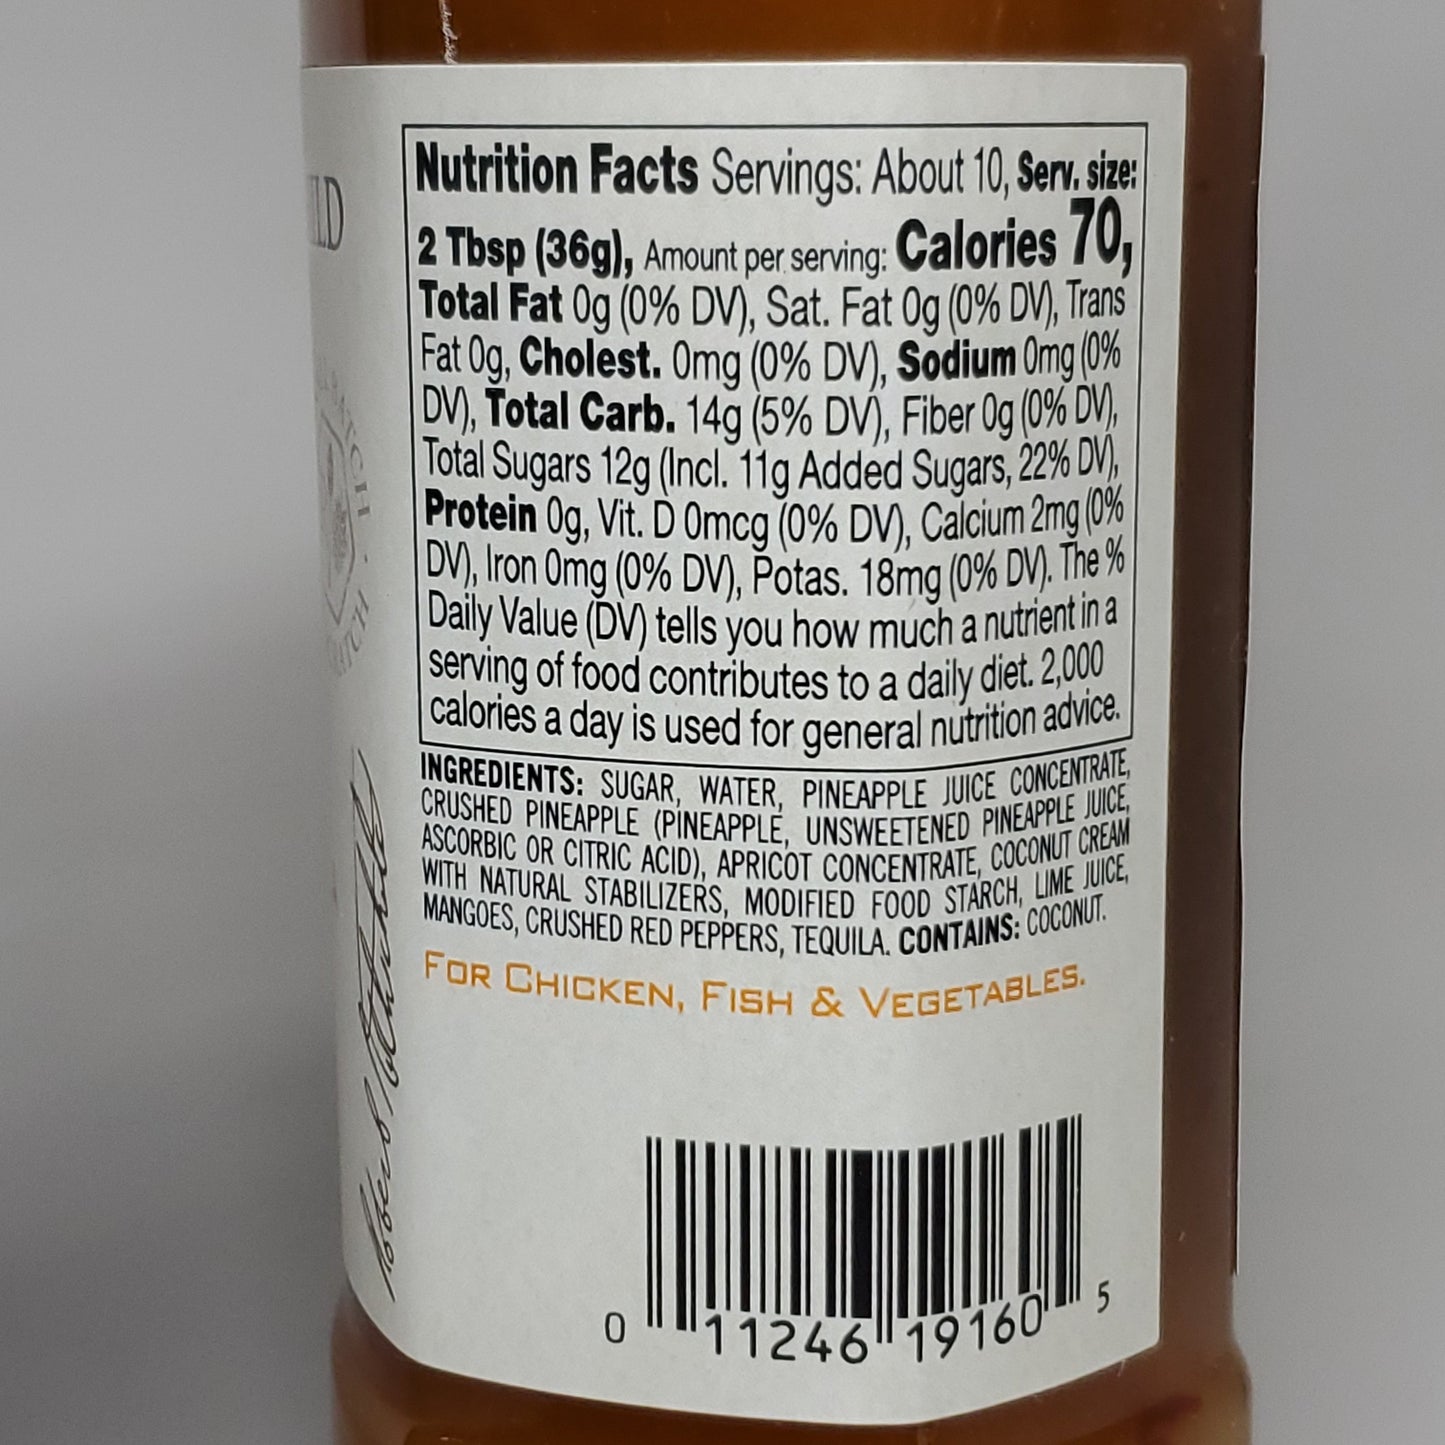 Nutrition Facts Servings: About 10, Serv. size:
2 Tbsp (36g), Amount per serving: Calories 70,
Total Fat 0g (0% DV), Sat. Fat 0g (0% DV), Trans
Fat 0g, Cholest. 0mg (0% DV), Sodium 0mg (0%
DV), Total Carb. 14g (5% DV), Fiber 0g (0% DV),
Total Sugars 12g (Incl. 11g Added Sugars, 22% DV),
Protein 0g, Vit. D 0mcg (0% DV), Calcium 2mg (0%
DV), Iron 0mg (0% DV), Potas. 18mg (0% DV). The %
Daily Value (DV) tells you how much a nutrient in a
serving of food contributes to a daily diet. 2,000
calories a day is used for general nutrition advice.
INGREDIENTS: SUGAR, WATER, PINEAPPLE JUICE CONCENTRATE,
CRUSHED PINEAPPLE (PINEAPPLE, UNSWEETENED PINEAPPLE JUICE,
ASCORBIC OR CITRIC ACID), APRICOT CONCENTRATE, COCONUT CREAM
WITH NATURAL STABILIZERS, MODIFIED FOOD STARCH, LIME JUICE,
MANGOES, CRUSHED RED PEPPERS, TEQUILA. CONTAINS: COCONUT.
FOR CHICKEN, FISH & VEGETABLES.
0 11246 19160 5